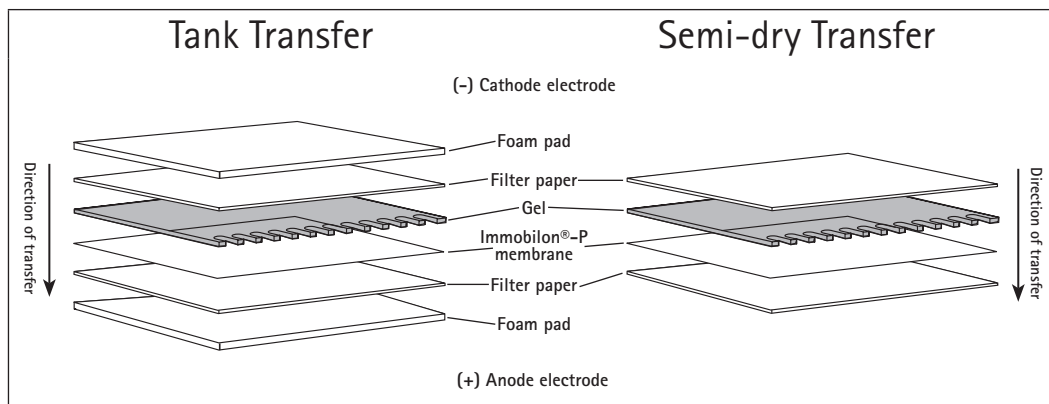 Tank Transfer
Semi-dry Transfer
(-) Cathode electrode
Foam pad
Filter paper
Gel
Immobilon®-P
membrane
Filter paper
Foam pad
(+) Anode electrode
Direction of transfer
Direction of transfer